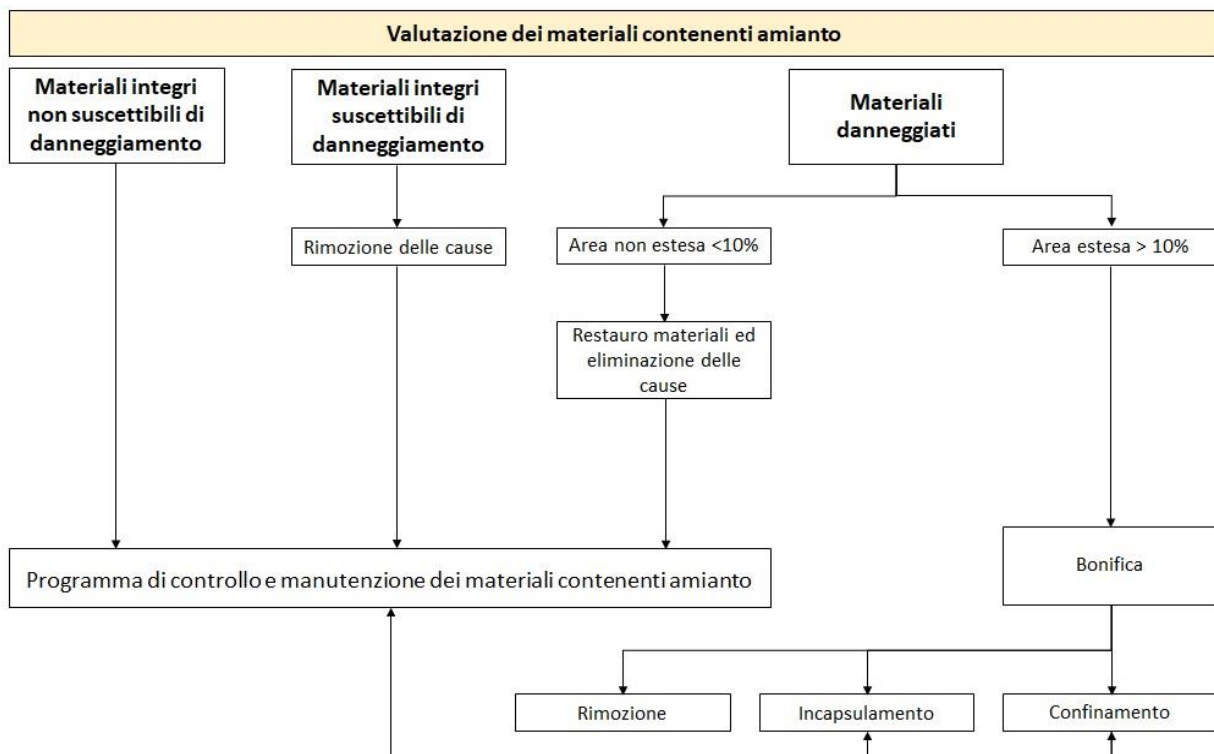 Valutazione dei materiali contenenti amianto
Materiali integri
non suscettibili di
danneggiamento
Materiali integri
suscettibili di
danneggiamento
Materiali
danneggiati
Rimozione delle cause
Area non estesa <10%
Area estesa > 10%
Restauro materiali ed
eliminazione delle
cause
Programma di controllo e manutenzione dei materiali contenenti amianto
Bonifica
Rimozione
Incapsulamento
Confinamento